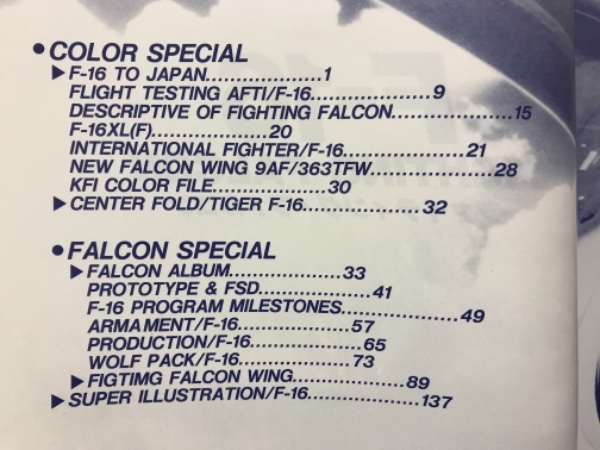 ● COLOR SPECIAL
▶ F-16 TO JAPAN....................1
FLIGHT TESTING AFTI/F-16....................9
DESCRIPTIVE OF FIGHTING FALCON....................15
F-16XL(F)....................20
INTERNATIONAL FIGHTER/F-16....................21
NEW FALCON WING 9AF/363TFW....................28
KFI COLOR FILE....................30
▶ CENTER FOLD/TIGER F-16....................32
● FALCON SPECIAL
▶ FALCON ALBUM....................33
PROTOTYPE & FSD....................41
F-16 PROGRAM MILESTONES....................49
ARMAMENT/F-16....................57
PRODUCTION/F-16....................65
WOLF PACK/F-16....................73
▶ FIGTIMG FALCON WING....................89
▶ SUPER ILLUSTRATION/F-16....................137